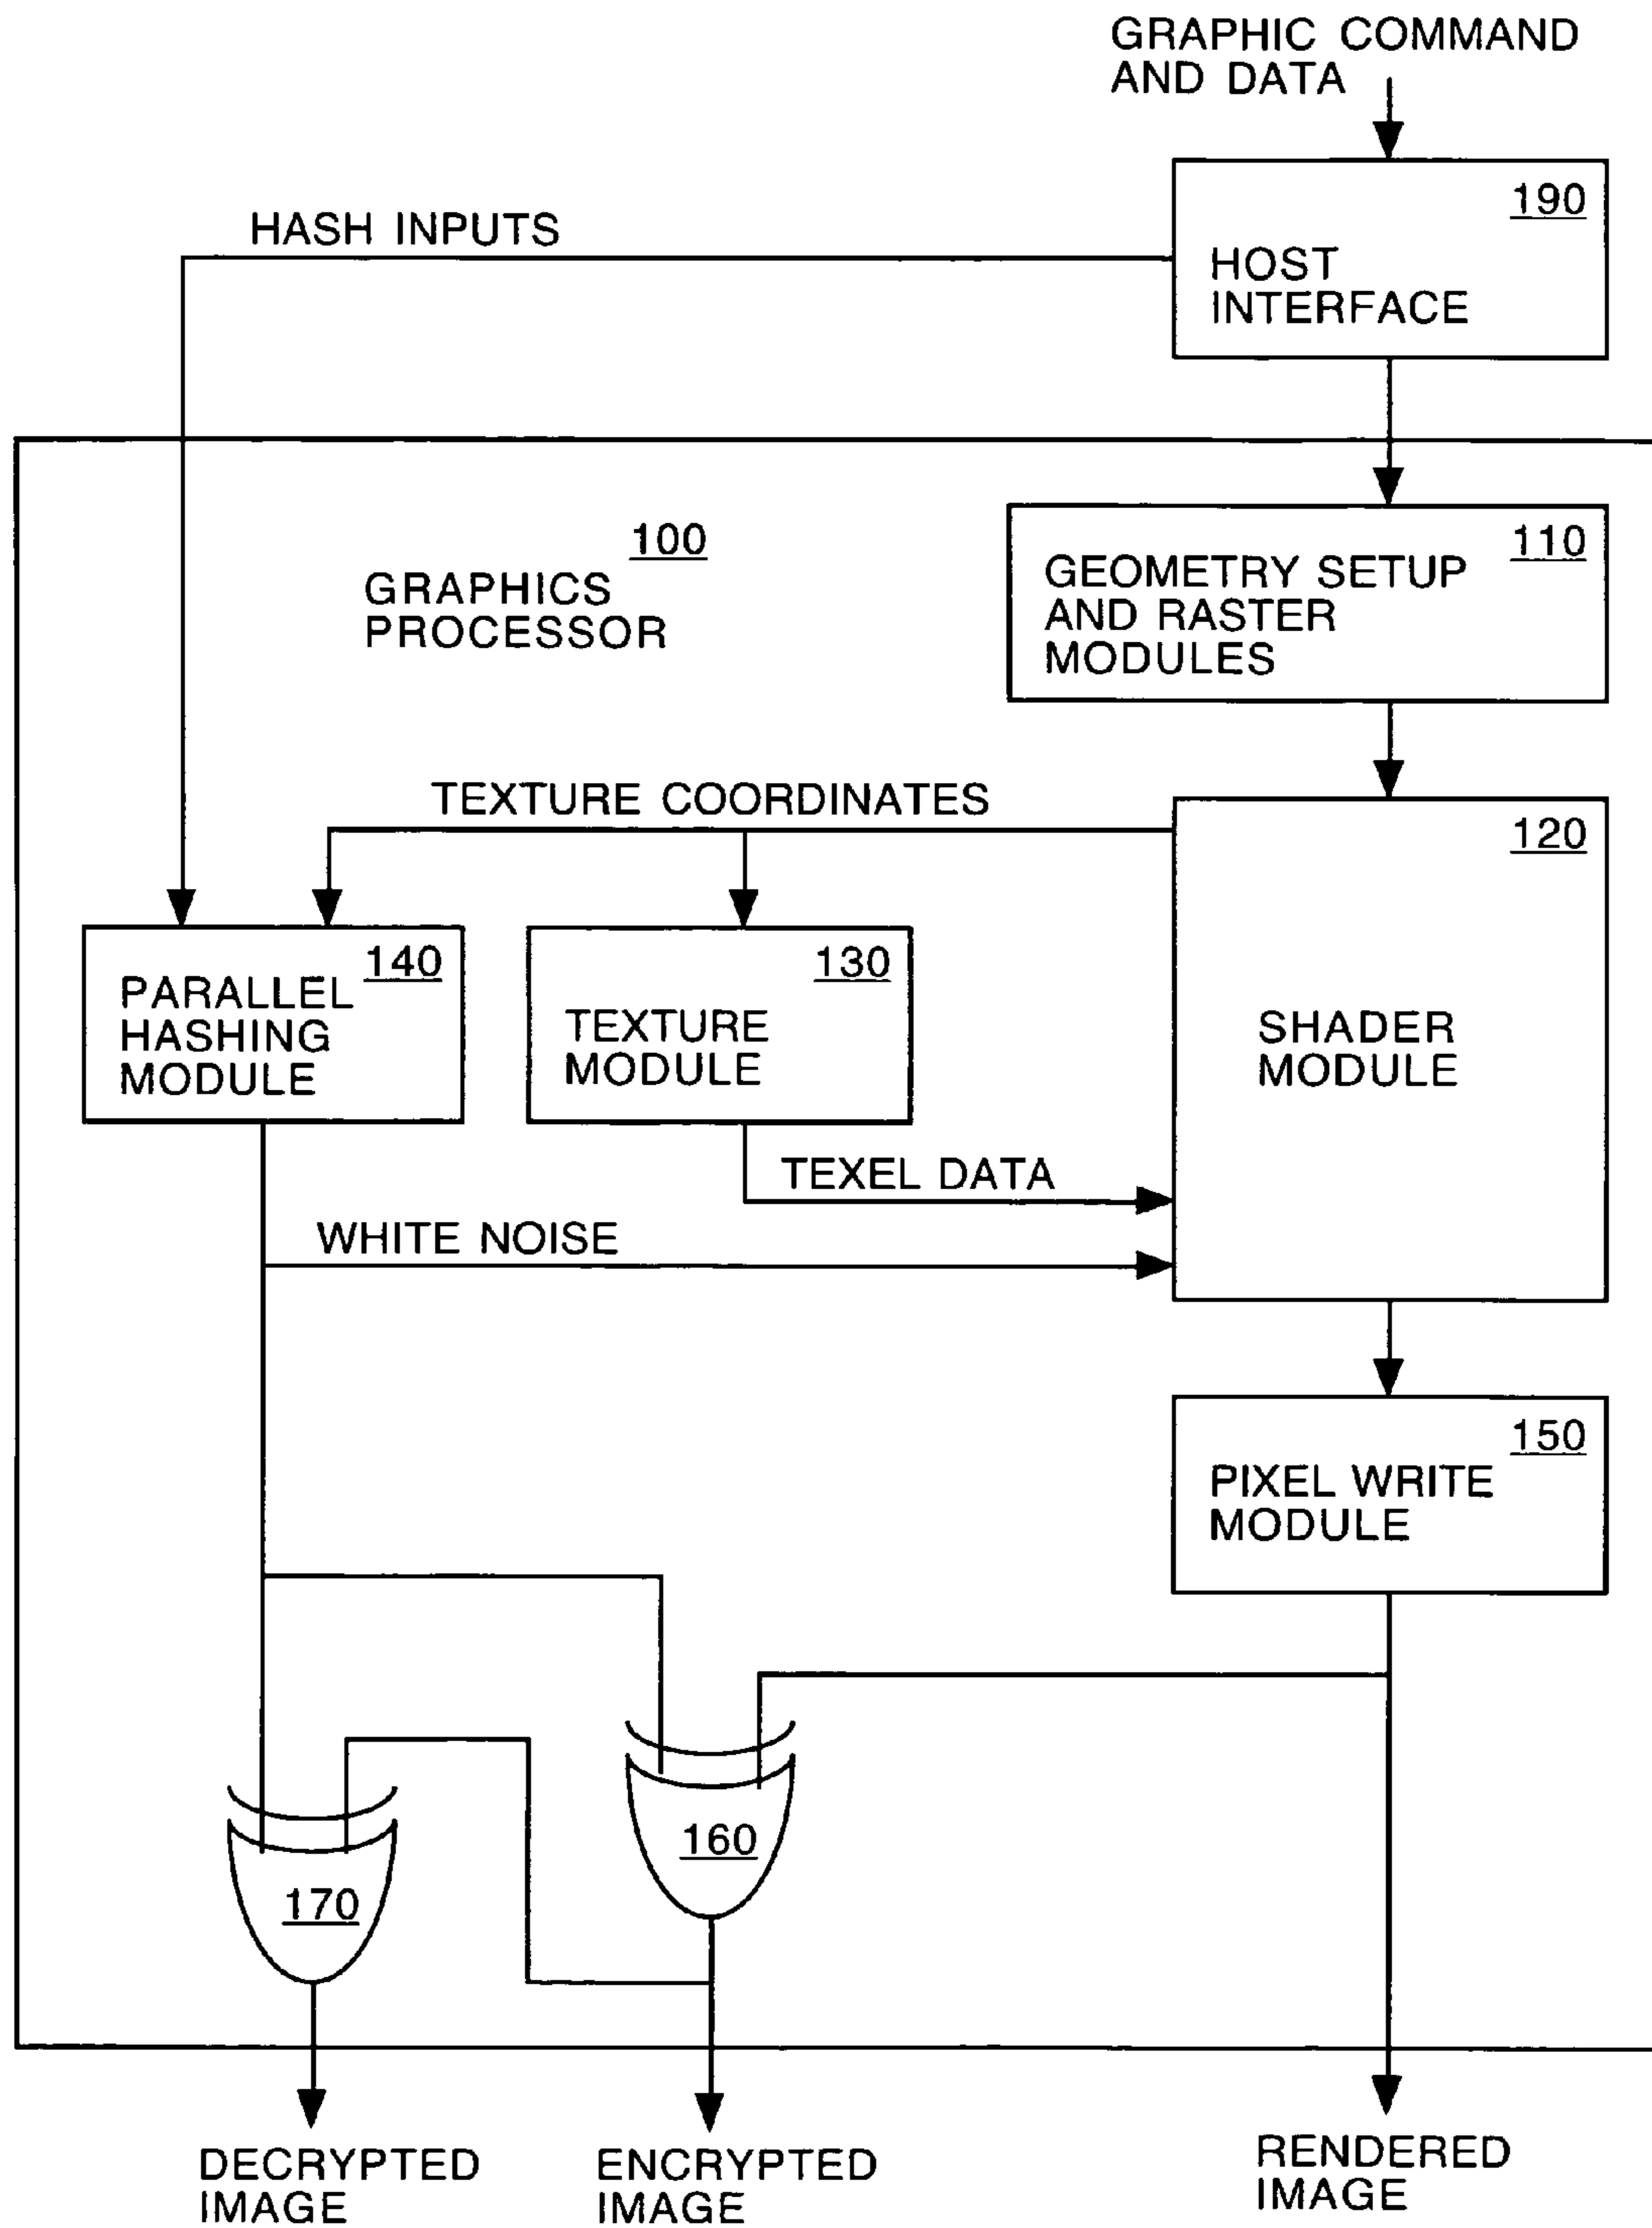 GRAPHIC COMMAND
AND DATA
190
HASH INPUTS
HOST
INTERFACE
100
GRAPHICS
PROCESSOR
110
GEOMETRY SETUP
AND RASTER
MODULES
TEXTURE COORDINATES
120
140
PARALLEL
HASHING
MODULE
130
TEXTURE
MODULE
SHADER
MODULE
TEXEL DATA
WHITE NOISE
150
PIXEL WRITE
MODULE
160
170
DECRYPTED
IMAGE
ENCRYPTED
IMAGE
RENDERED
IMAGE